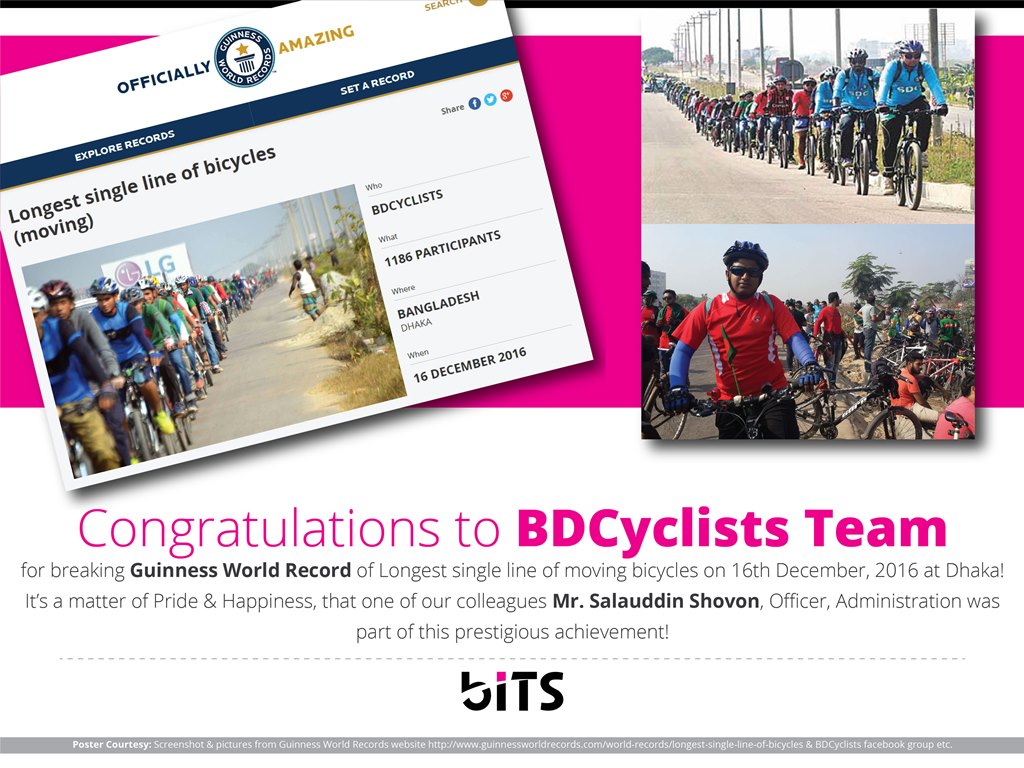 SEARCH
OFFICIALLY
GUINNESS WORLD RECORDS
AMAZING
EXPLORE RECORDS
SET A RECORD
Share
Longest single line of bicycles
(moving)
LG
Who
BDCYCLISTS
What
1186 PARTICIPANTS
Where
BANGLADESH
DHAKA
When
16 DECEMBER 2016
Congratulations to BDCyclists Team
for breaking Guinness World Record of Longest single line of moving bicycles on 16th December, 2016 at Dhaka!
It's a matter of Pride & Happiness, that one of our colleagues Mr. Salauddin Shovon, Officer, Administration was
part of this prestigious achievement!
biTS
Poster Courtesy: Screenshot & pictures from Guinness World Records website http://www.guinnessworldrecords.com/world-records/longest-single-line-of-bicycles & BDCyclists facebook group etc.